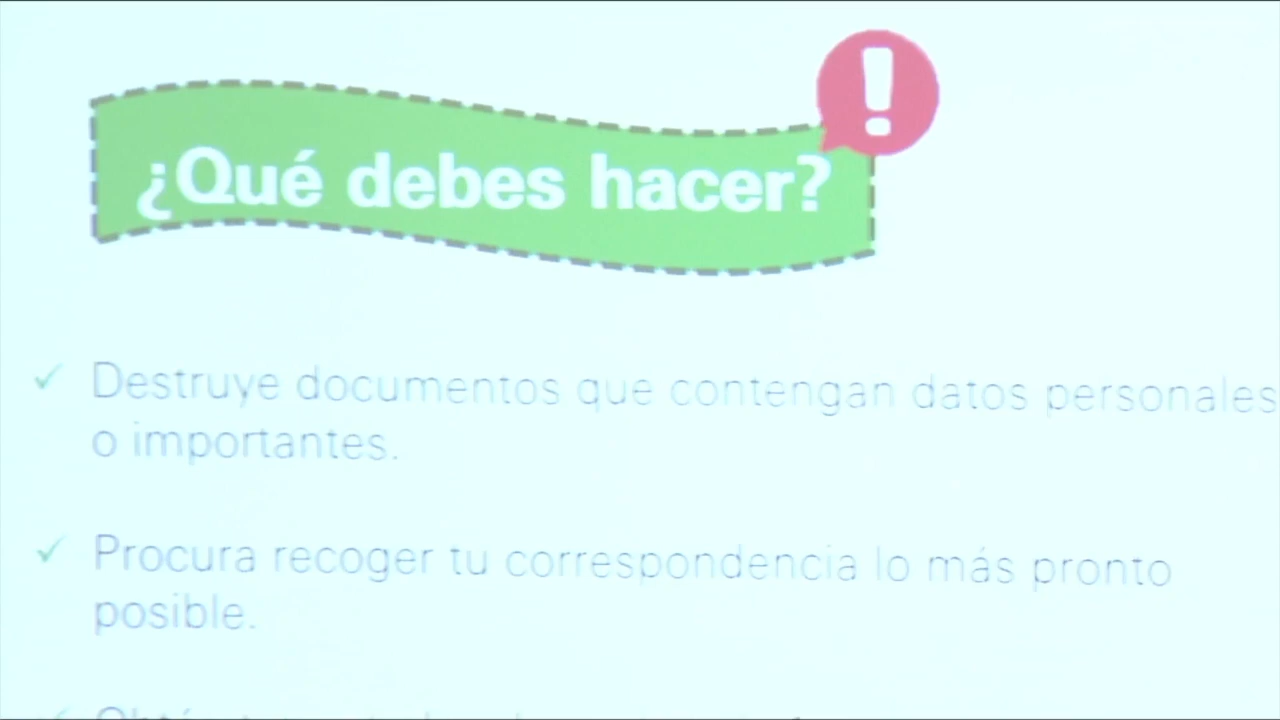 ¿Qué debes hacer?
Destruye documentos que contengan datos personales
o importantes.
Procura recoger tu correspondencia lo más pronto
posible.